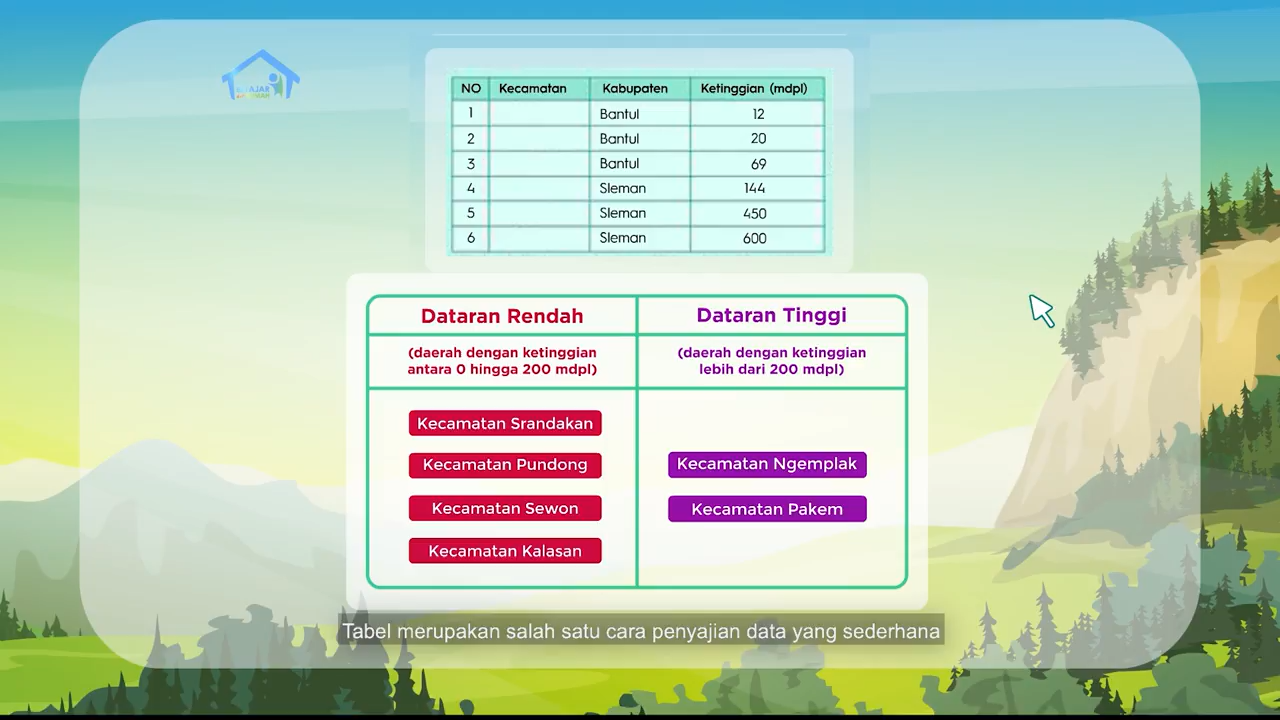 NO Kecamatan Kabupaten Ketinggian (mdpl)
1 Bantul 12
2 Bantul 20
3 Bantul 69
4 Sleman 144
5 Sleman 450
6 Sleman 600
Dataran Rendah
(daerah dengan ketinggian
antara 0 hingga 200 mdpl)
Kecamatan Srandakan
Kecamatan Pundong
Kecamatan Sewon
Kecamatan Kalasan
Dataran Tinggi
(daerah dengan ketinggian
lebih dari 200 mdpl)
Kecamatan Ngemplak
Kecamatan Pakem
Tabel merupakan salah satu cara penyajian data yang sederhana